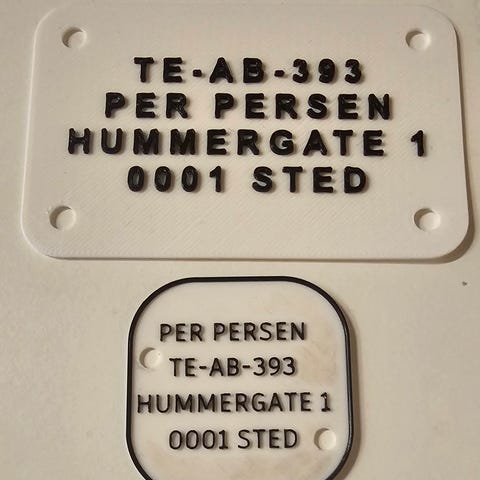 TE-AB-393
PER PERSEN
HUMMERGATE 1
0001 STED
PER PERSEN
TE-AB-393
HUMMERGATE 1
0001 STED